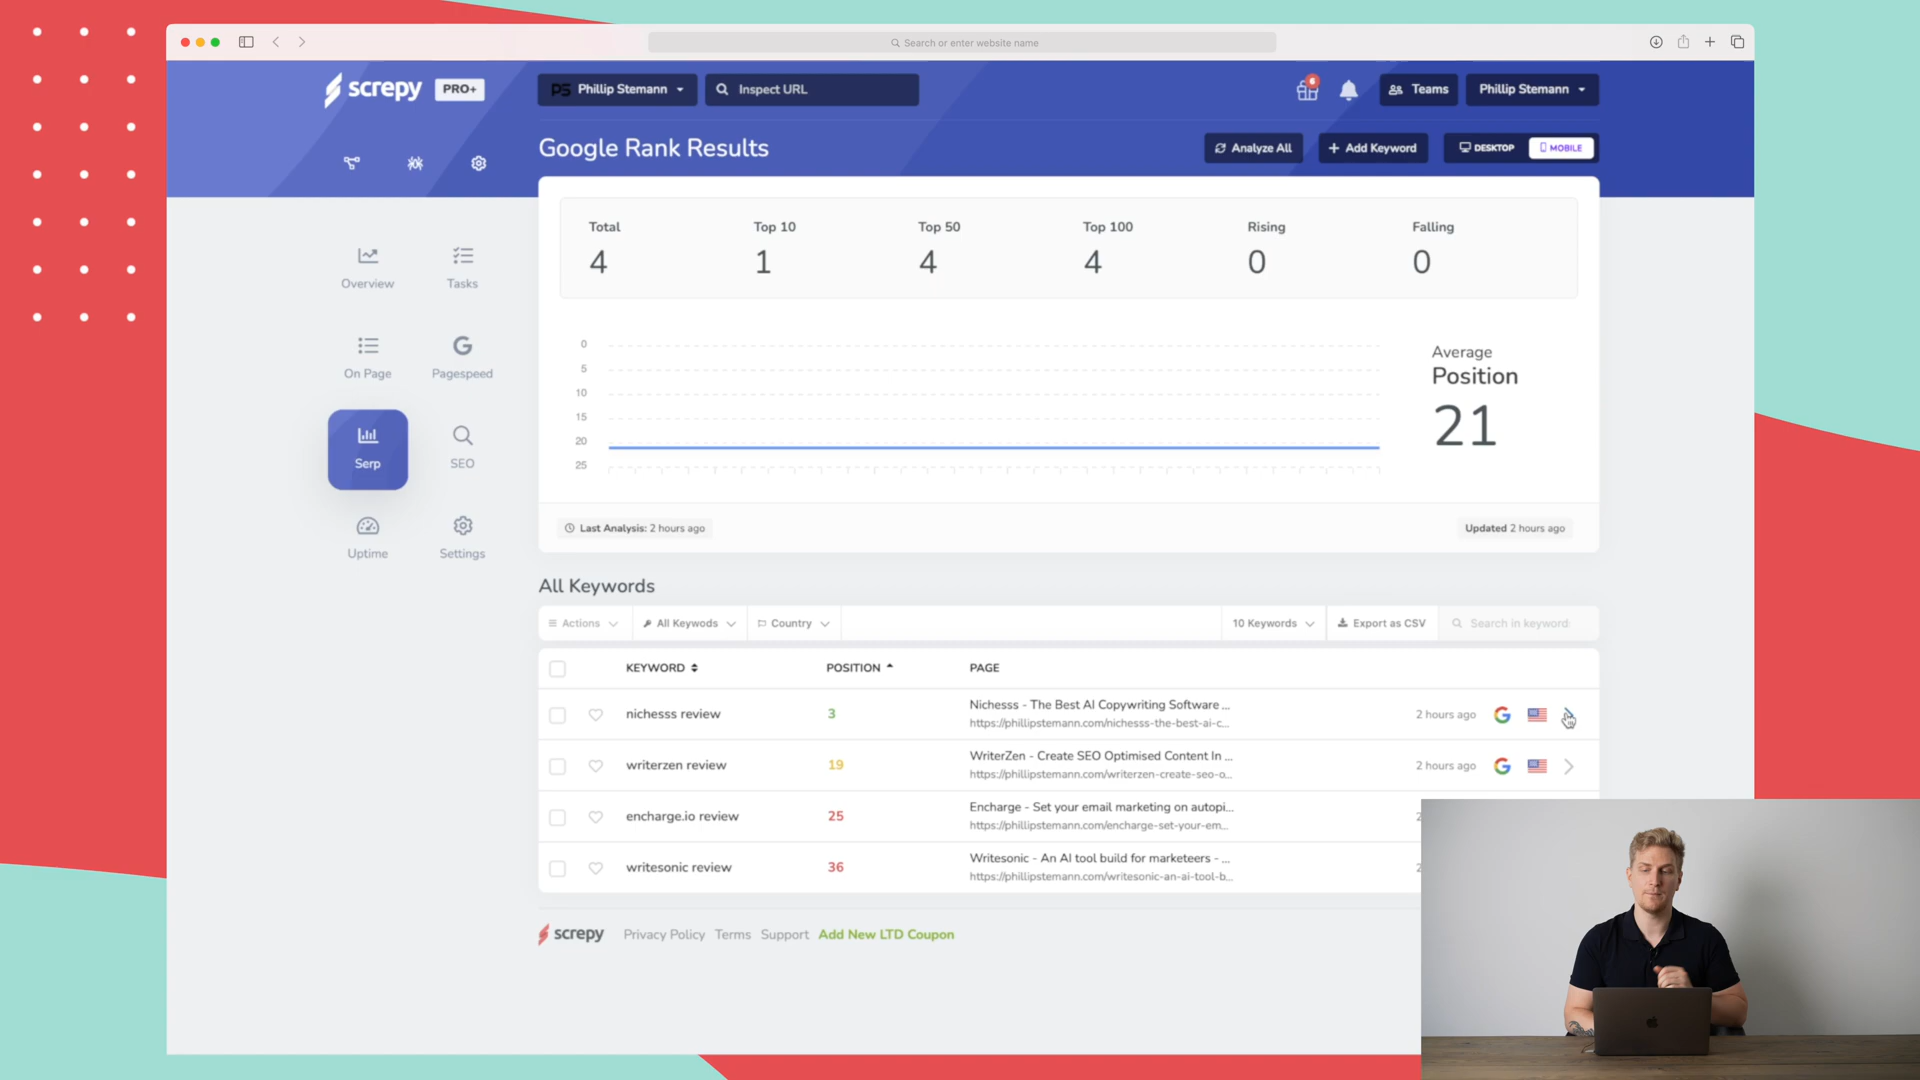 Search or enter website name
screpy PRO+
PS Phillip Stemann
Inspect URL
6
Teams
Phillip Stemann
Google Rank Results
Analyze All
+ Add Keyword
DESKTOP
MOBILE
Total
4
Top 10
1
Top 50
4
Top 100
4
Rising
0
Falling
0
Overview
Tasks
On Page
Pagespeed
Serp
SEO
Uptime
Settings
0
5
10
15
20
25
Average
Position
21
Last Analysis: 2 hours ago
Updated 2 hours ago
All Keywords
Actions
All Keywods
Country
10 Keywords
Export as CSV
Search in keyword
KEYWORD
POSITION
PAGE
nichesss review
3
Nichesss - The Best AI Copywriting Software ...
https://phillipstemann.com/nichesss-the-best-ai-c...
2 hours ago
writerzen review
19
WriterZen - Create SEO Optimised Content In ...
https://phillipstemann.com/writerzen-create-seo-o...
2 hours ago
encharge.io review
25
Encharge - Set your email marketing on autopi...
https://phillipstemann.com/encharge-set-your-em...
2
writesonic review
36
Writesonic - An AI tool build for marketeers - ...
https://phillipstemann.com/writesonic-an-ai-tool-b...
2
screpy
Privacy Policy
Terms
Support
Add New LTD Coupon